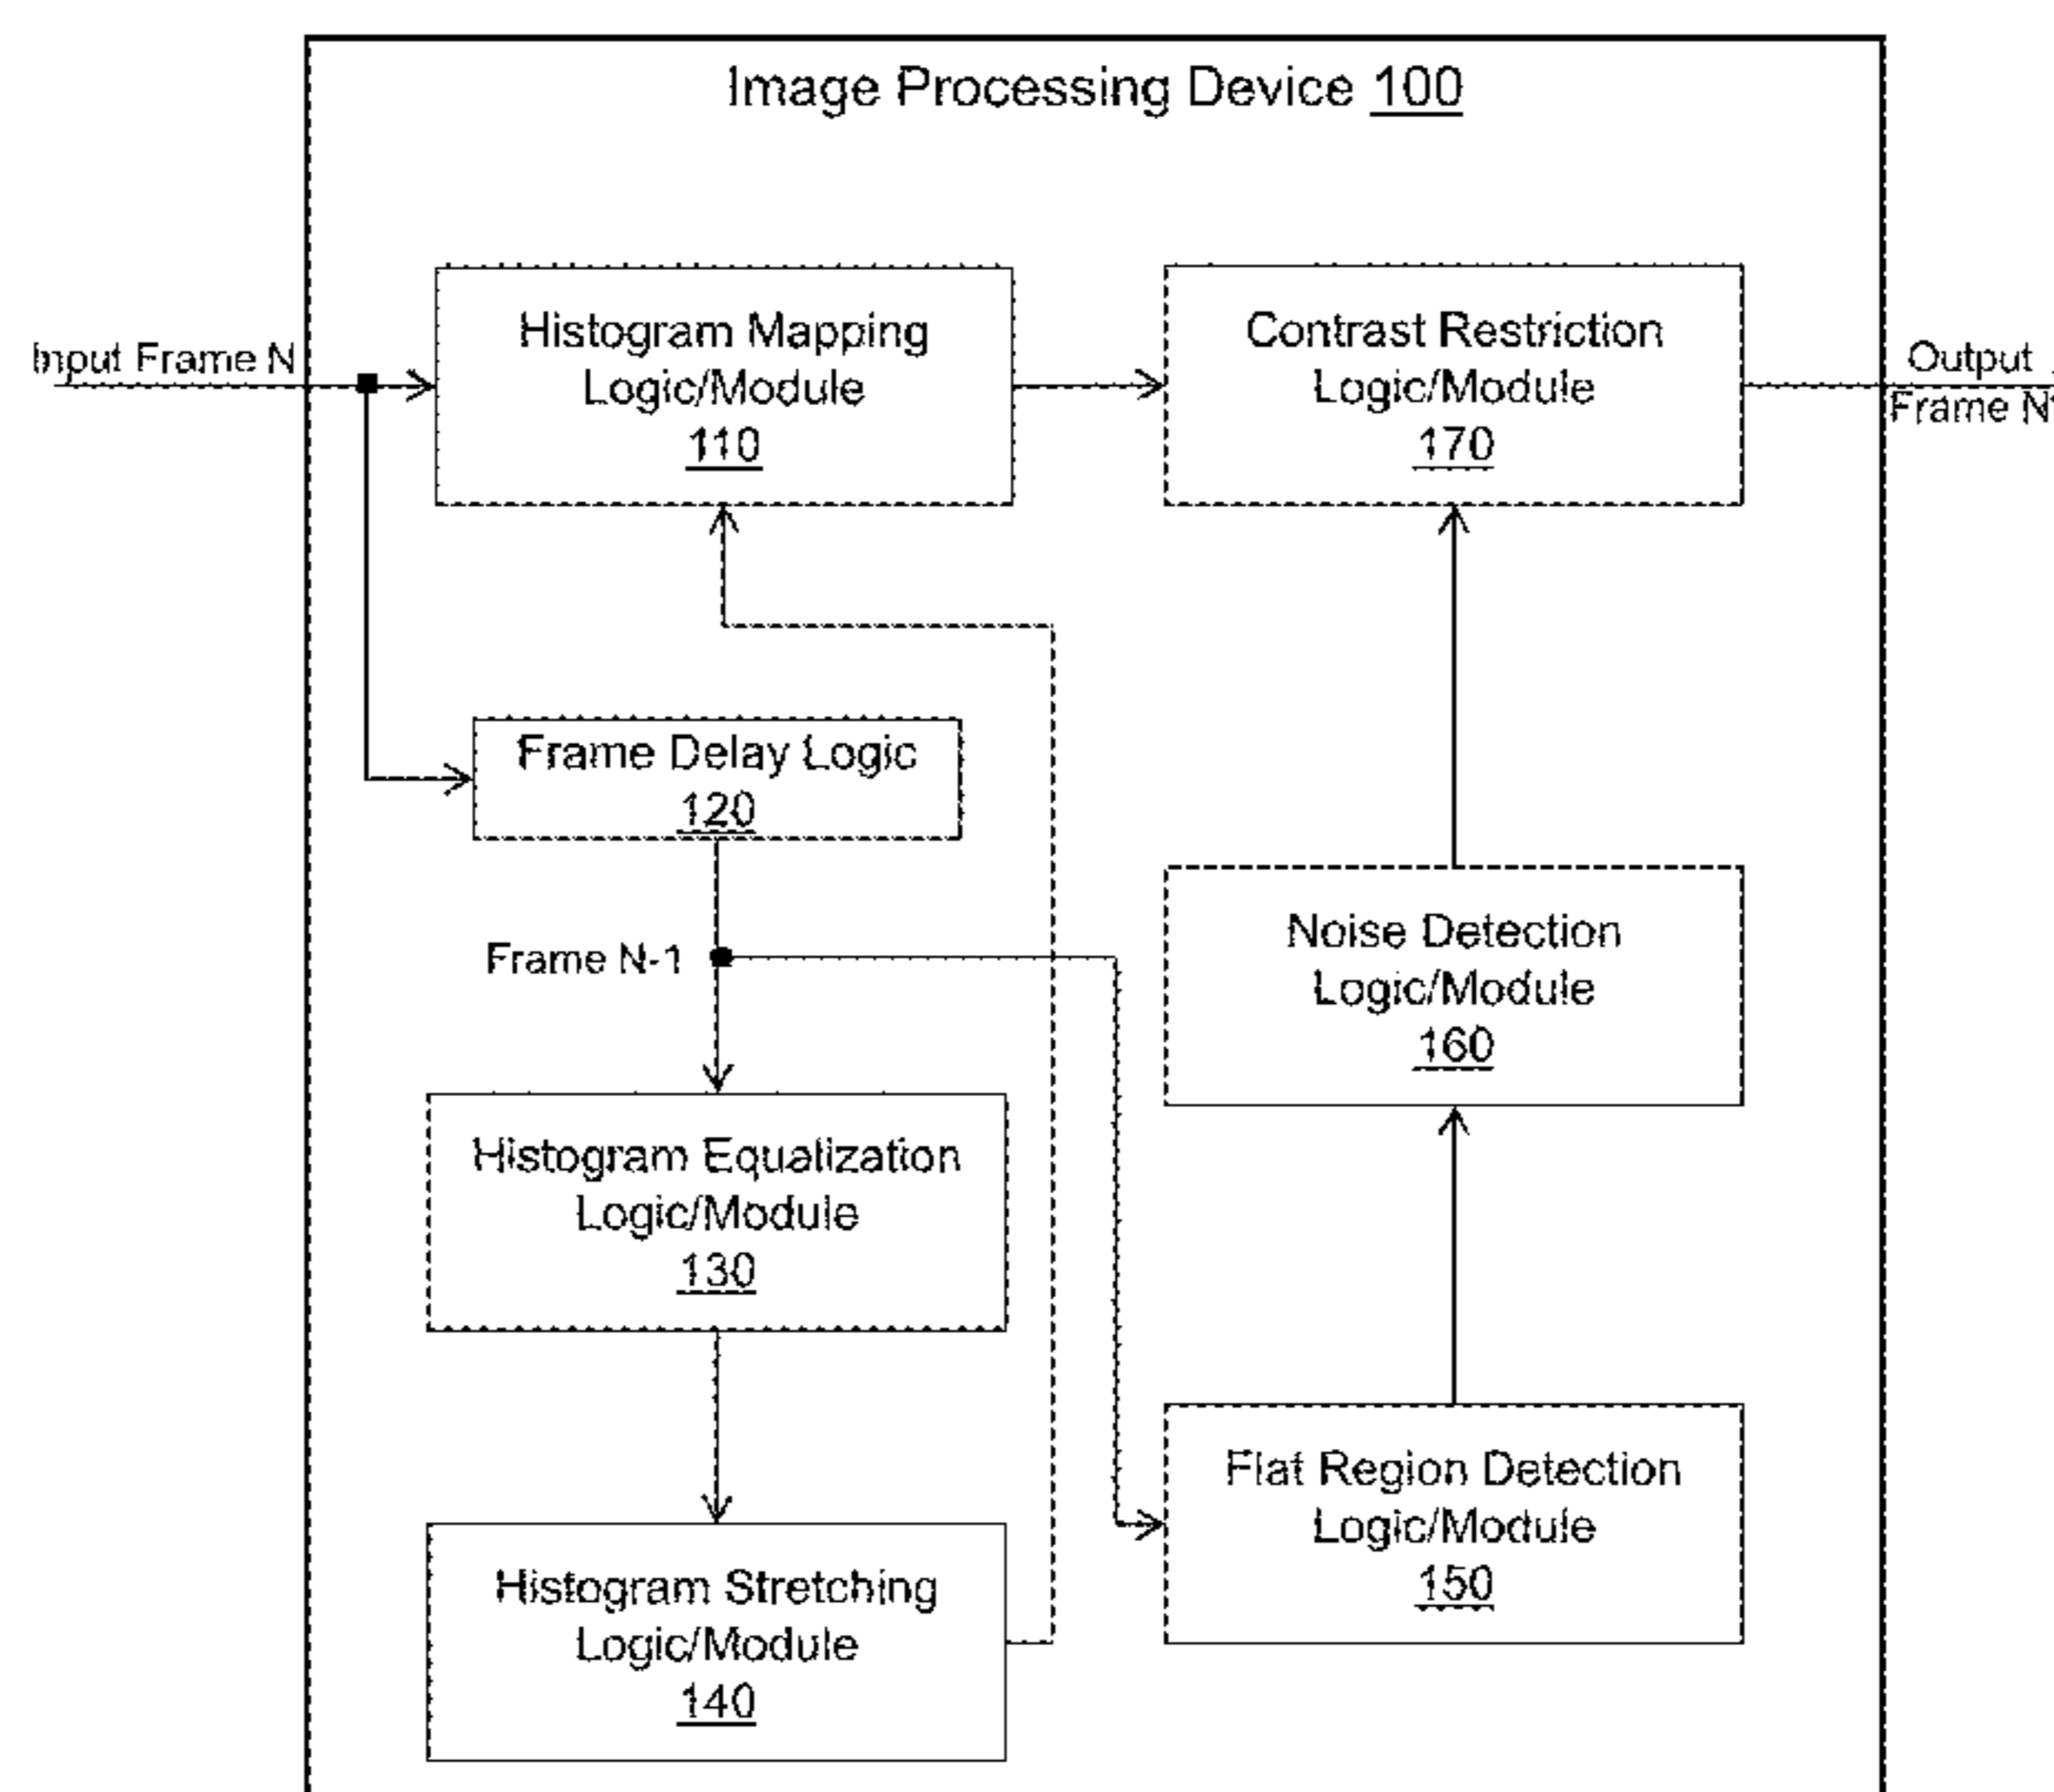 Image Processing Device 100
Input Frame N
Histogram Mapping
Logic/Module
110
Contrast Restriction
Logic/Module
170
Output
Frame N'
Frame Delay Logic
120
Frame N-1
Noise Detection
Logic/Module
160
Histogram Equalization
Logic/Module
130
Flat Region Detection
Logic/Module
150
Histogram Stretching
Logic/Module
140